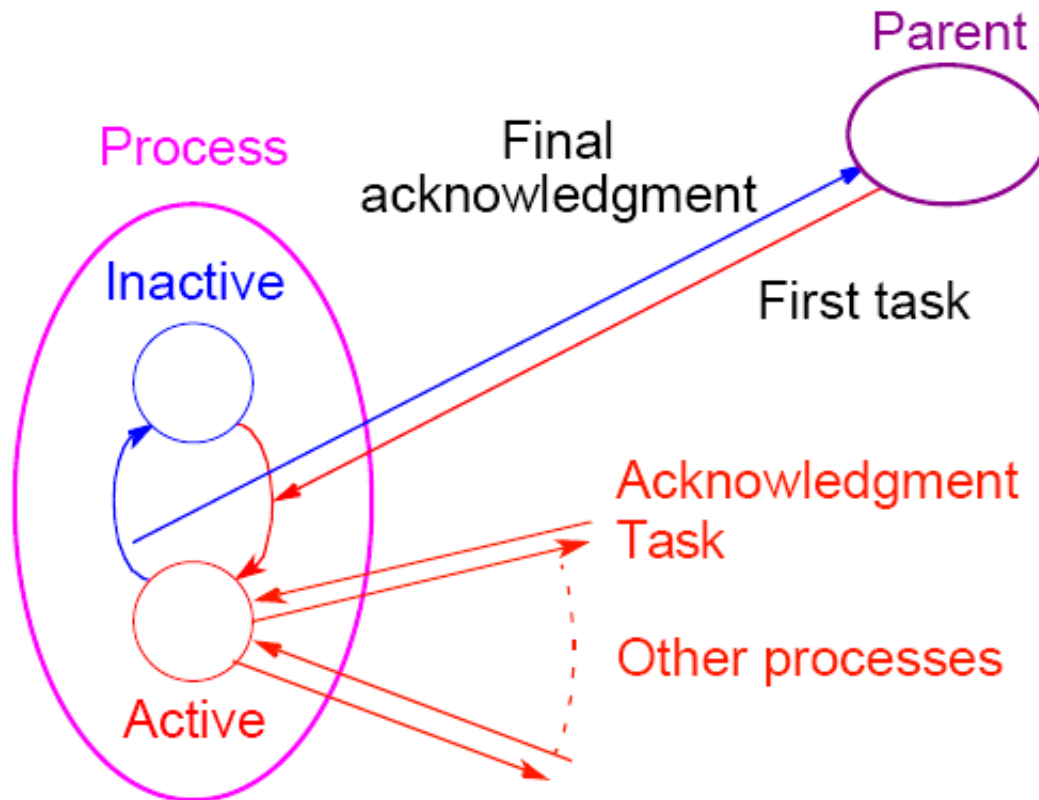 Parent
Process
Final
acknowledgment
Inactive
First task
Acknowledgment
Task
Other processes
Active